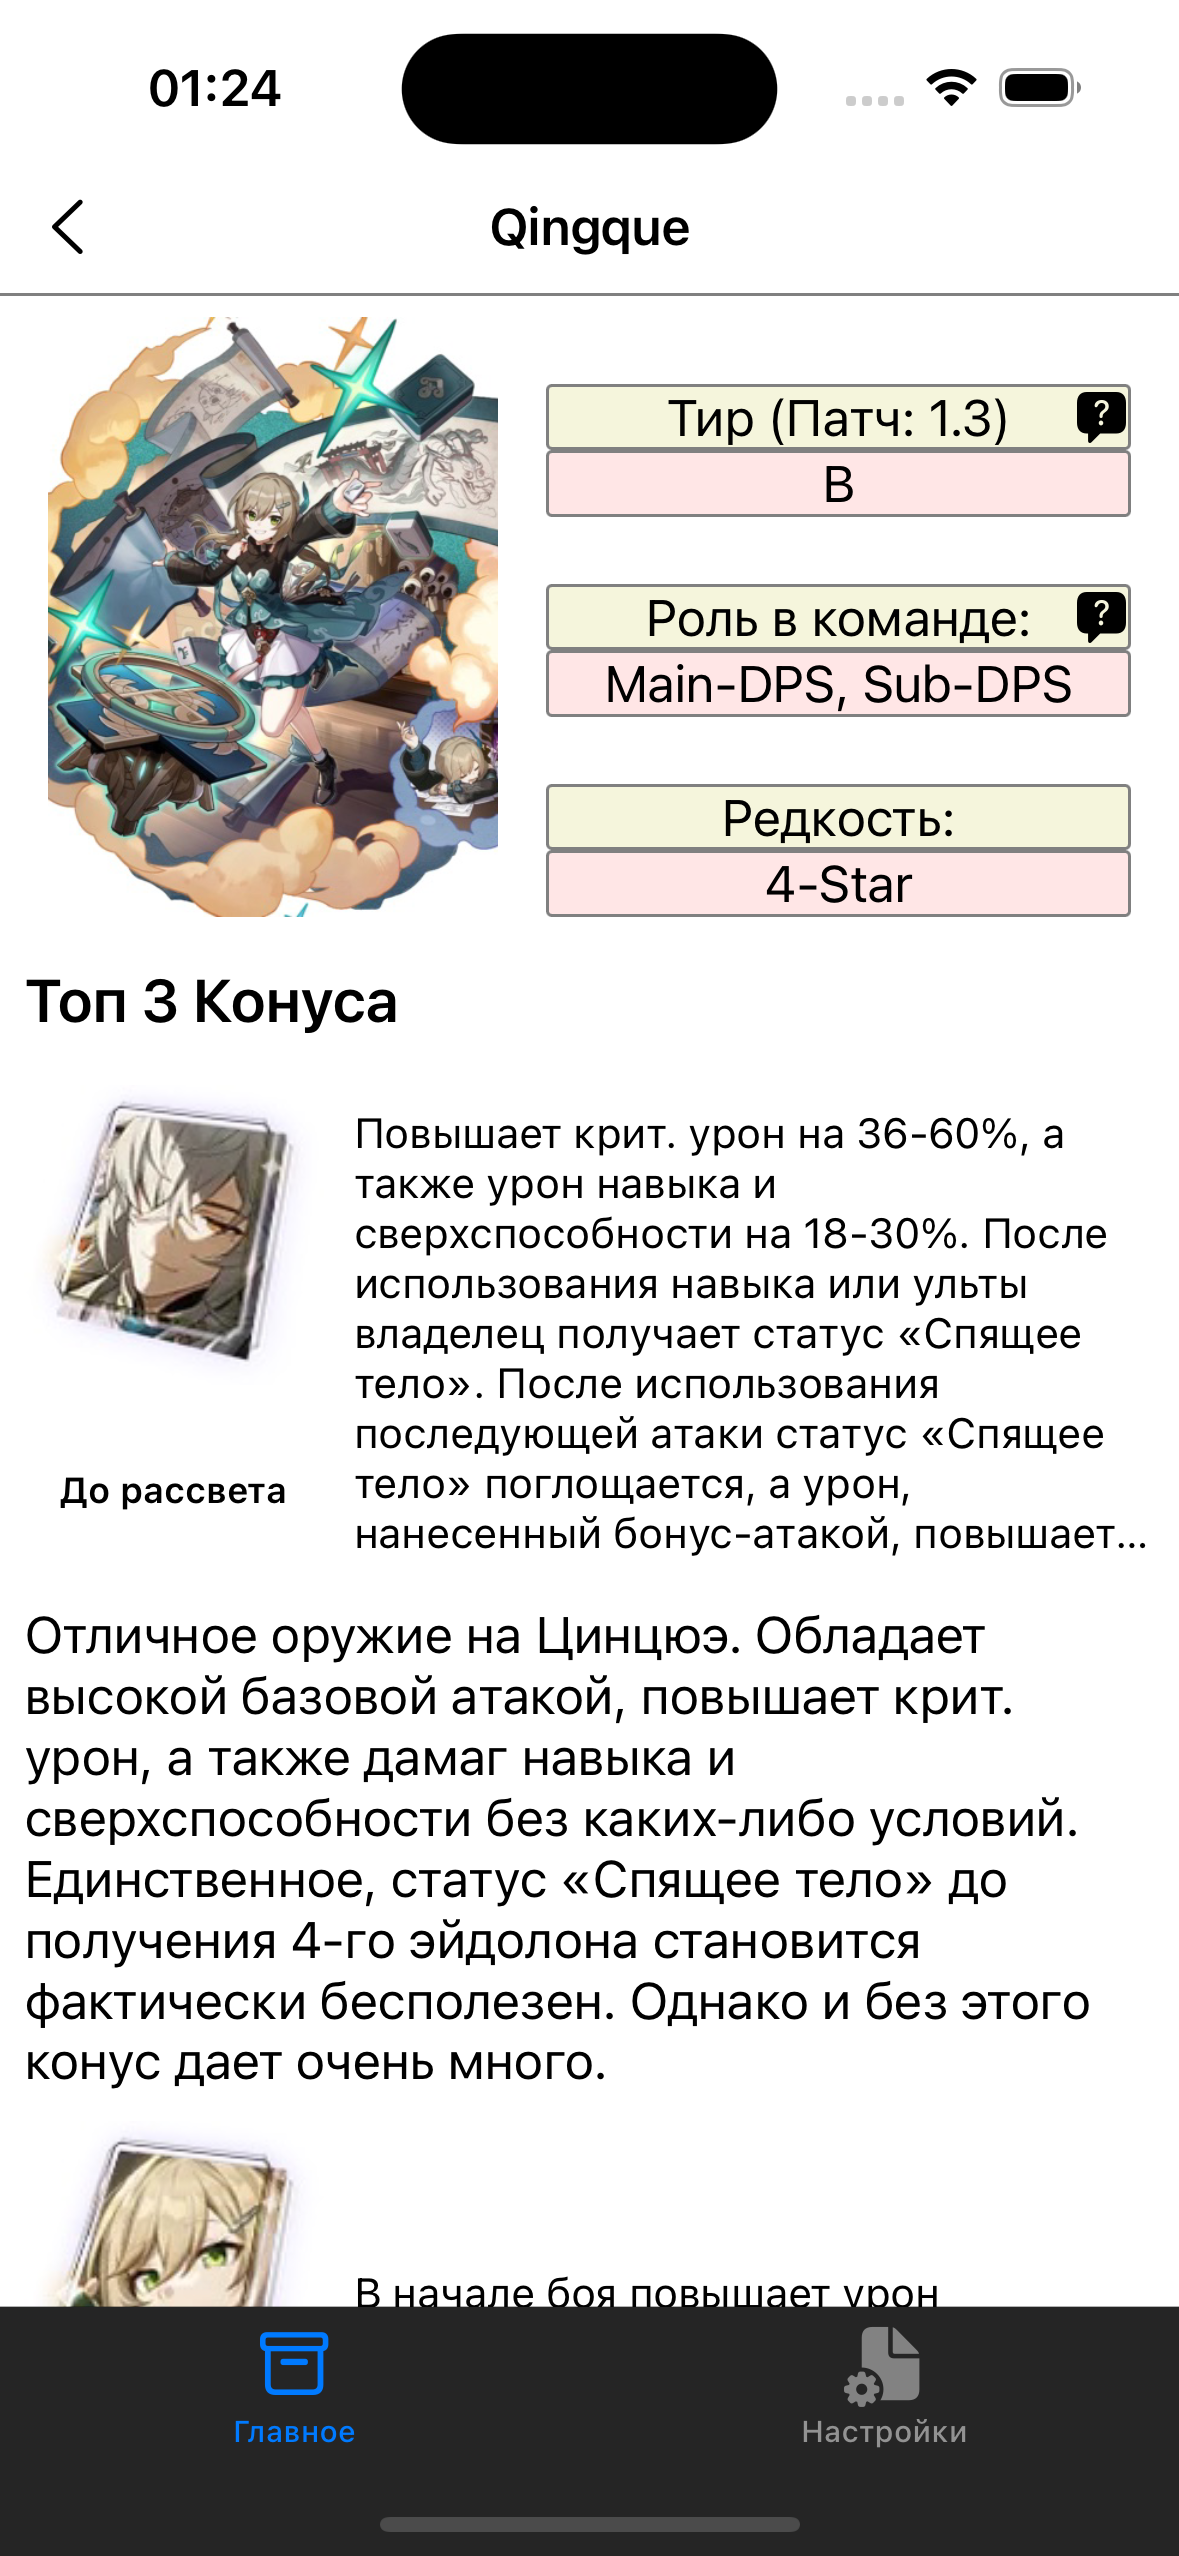 01:24
Qingque
Тир (Патч: 1.3)
?
B
Роль в команде:
?
Main-DPS, Sub-DPS
Редкость:
4-Star
Топ 3 Конуса
Повышает крит. урон на 36-60%, а
также урон навыка и
сверхспособности на 18-30%. После
использования навыка или ульты
владелец получает статус «Спящее
тело». После использования
последующей атаки статус «Спящее
тело» поглощается, а урон,
нанесенный бонус-атакой, повышает...
До рассвета
Отличное оружие на Цинцюэ. Обладает
высокой базовой атакой, повышает крит.
урон, а также дамаг навыка и
сверхспособности без каких-либо условий.
Единственное, статус «Спящее тело» до
получения 4-го эйдолона становится
фактически бесполезен. Однако и без этого
конус дает очень много.
В начале боя повышает урон
Главное
Настройки